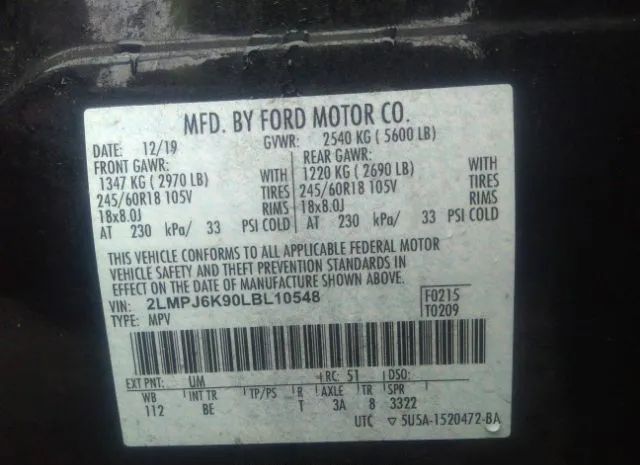 MFD. BY FORD MOTOR CO.
DATE: 12/19 GVWR: 2540 KG (5600 LB)
FRONT GAWR: REAR GAWR:
1347 KG (2970 LB) WITH 1220 KG (2690 LB) WITH
245/60R18 105V TIRES 245/60R18 105V TIRES
18x8.0J RIMS 18x8.0J RIMS
AT 230 kPa/ 33 PSI COLD AT 230 kPa/ 33 PSI COLD
THIS VEHICLE CONFORMS TO ALL APPLICABLE FEDERAL MOTOR
VEHICLE SAFETY AND THEFT PREVENTION STANDARDS IN
EFFECT ON THE DATE OF MANUFACTURE SHOWN ABOVE.
VIN: 2LMPJ6K90LBL10548 F0215
TYPE: MPV T0209
EXT PNT: UM RC: 51 DSO:
WB INT TR TP/PS R AXLE TR SPR
112 BE T 3A 8 3322
UTC ▽ 5U5A-1520472-BA